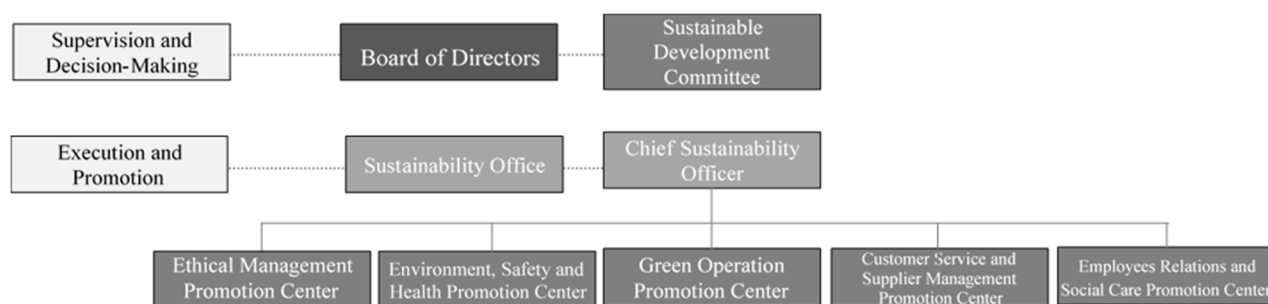 Supervision and
Decision-Making
Board of Directors
Sustainable
Development
Committee
Execution and
Promotion
Sustainability Office
Chief Sustainability
Officer
Ethical Management
Promotion Center
Environment, Safety and
Health Promotion Center
Green Operation
Promotion Center
Customer Service and
Supplier Management
Promotion Center
Employees Relations and
Social Care Promotion Center